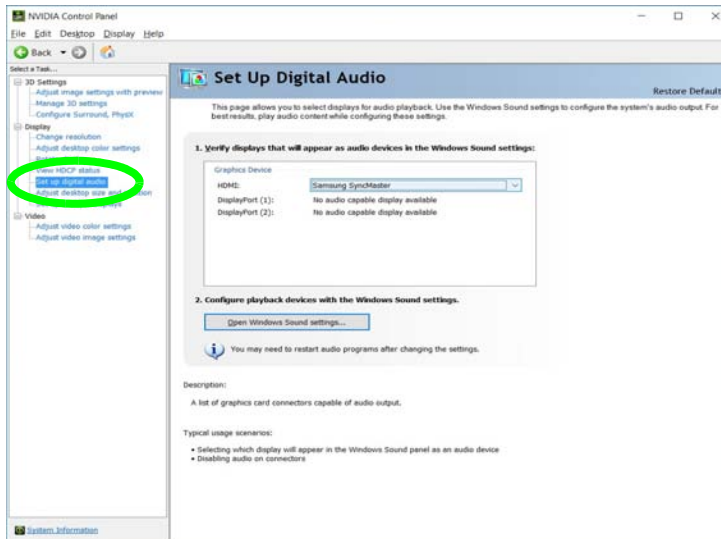 NVIDIA Control Panel
File Edit Desktop Display Help
Back
Select a Task...
3D Settings
Adjust image settings with preview
Manage 3D settings
Configure Surround, PhysX
Display
Change resolution
Adjust desktop color settings
View HDCP status
Set up digital audio
Adjust desktop size and
Video
Adjust video color settings
Adjust video image settings
System Information
Set Up Digital Audio
Restore Default
This page allows you to select displays for audio playback. Use the Windows Sound settings to configure the system's audio output. For
best results, play audio content while configuring these settings.
1. Verify displays that will appear as audio devices in the Windows Sound settings:
Graphics Device
HDMI: Samsung SyncMaster
DisplayPort (1): No audio capable display available
DisplayPort (2): No audio capable display available
2. Configure playback devices with the Windows Sound settings.
Open Windows Sound settings...
You may need to restart audio programs after changing the settings.
Description:
A list of graphics card connectors capable of audio output.
Typical usage scenarios:
• Selecting which display will appear in the Windows Sound panel as an audio device
• Disabling audio on connectors